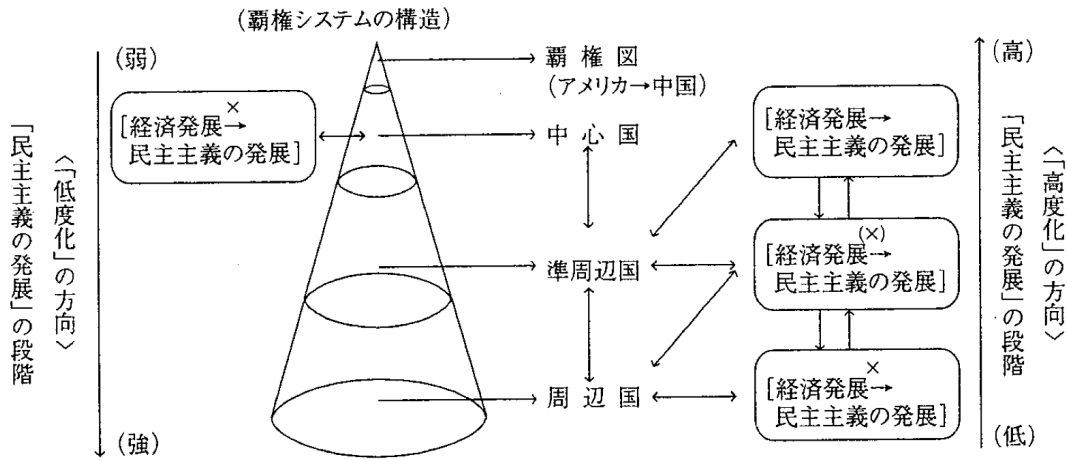 (覇権システムの構造)
(弱)
×
[経済発展→
民主主義の発展]
「民主主義の発展」の段階
〈「低度化」の方向〉
(強)
覇権図
(アメリカ→中国)
中心国
準周辺国
周辺国
(高)
[経済発展→
民主主義の発展]
(×)
[経済発展→
民主主義の発展]
×
[経済発展→
民主主義の発展]
(低)
〈「高度化」の方向〉
「民主主義の発展」の段階